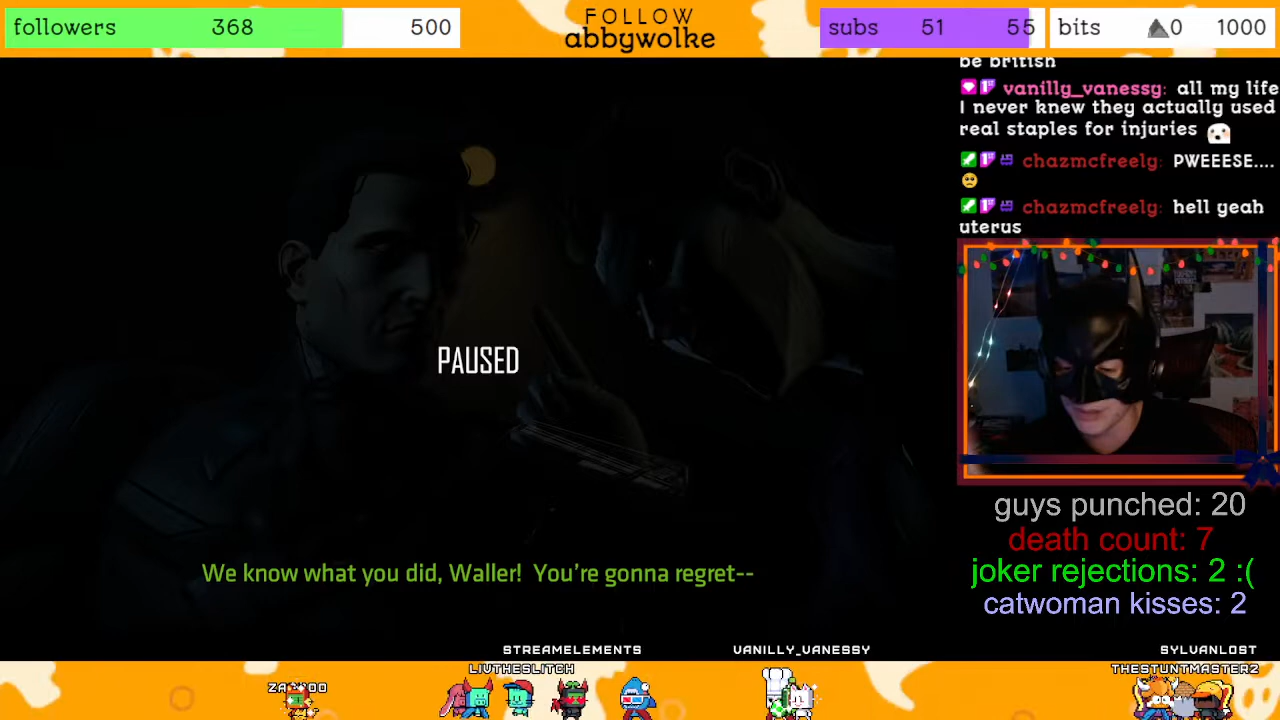 followers 368 500
FOLLOW
abbywolke
subs 51 55
bits 0 1000
be british
vanilly_vanessy: all my life
I never knew they actually used
real staples for injuries
chazmcfreely: PWEEESE....
chazmcfreely: hell yeah
uterus
PAUSED
guys punched: 20
death count: 7
joker rejections: 2 :(
catwoman kisses: 2
We know what you did, Waller! You're gonna regret--
STREAMELEMENTS
VANILLY_VANESSY
SYLVANLOST
LIVTHESLITCH
THESTUNTMASTER2